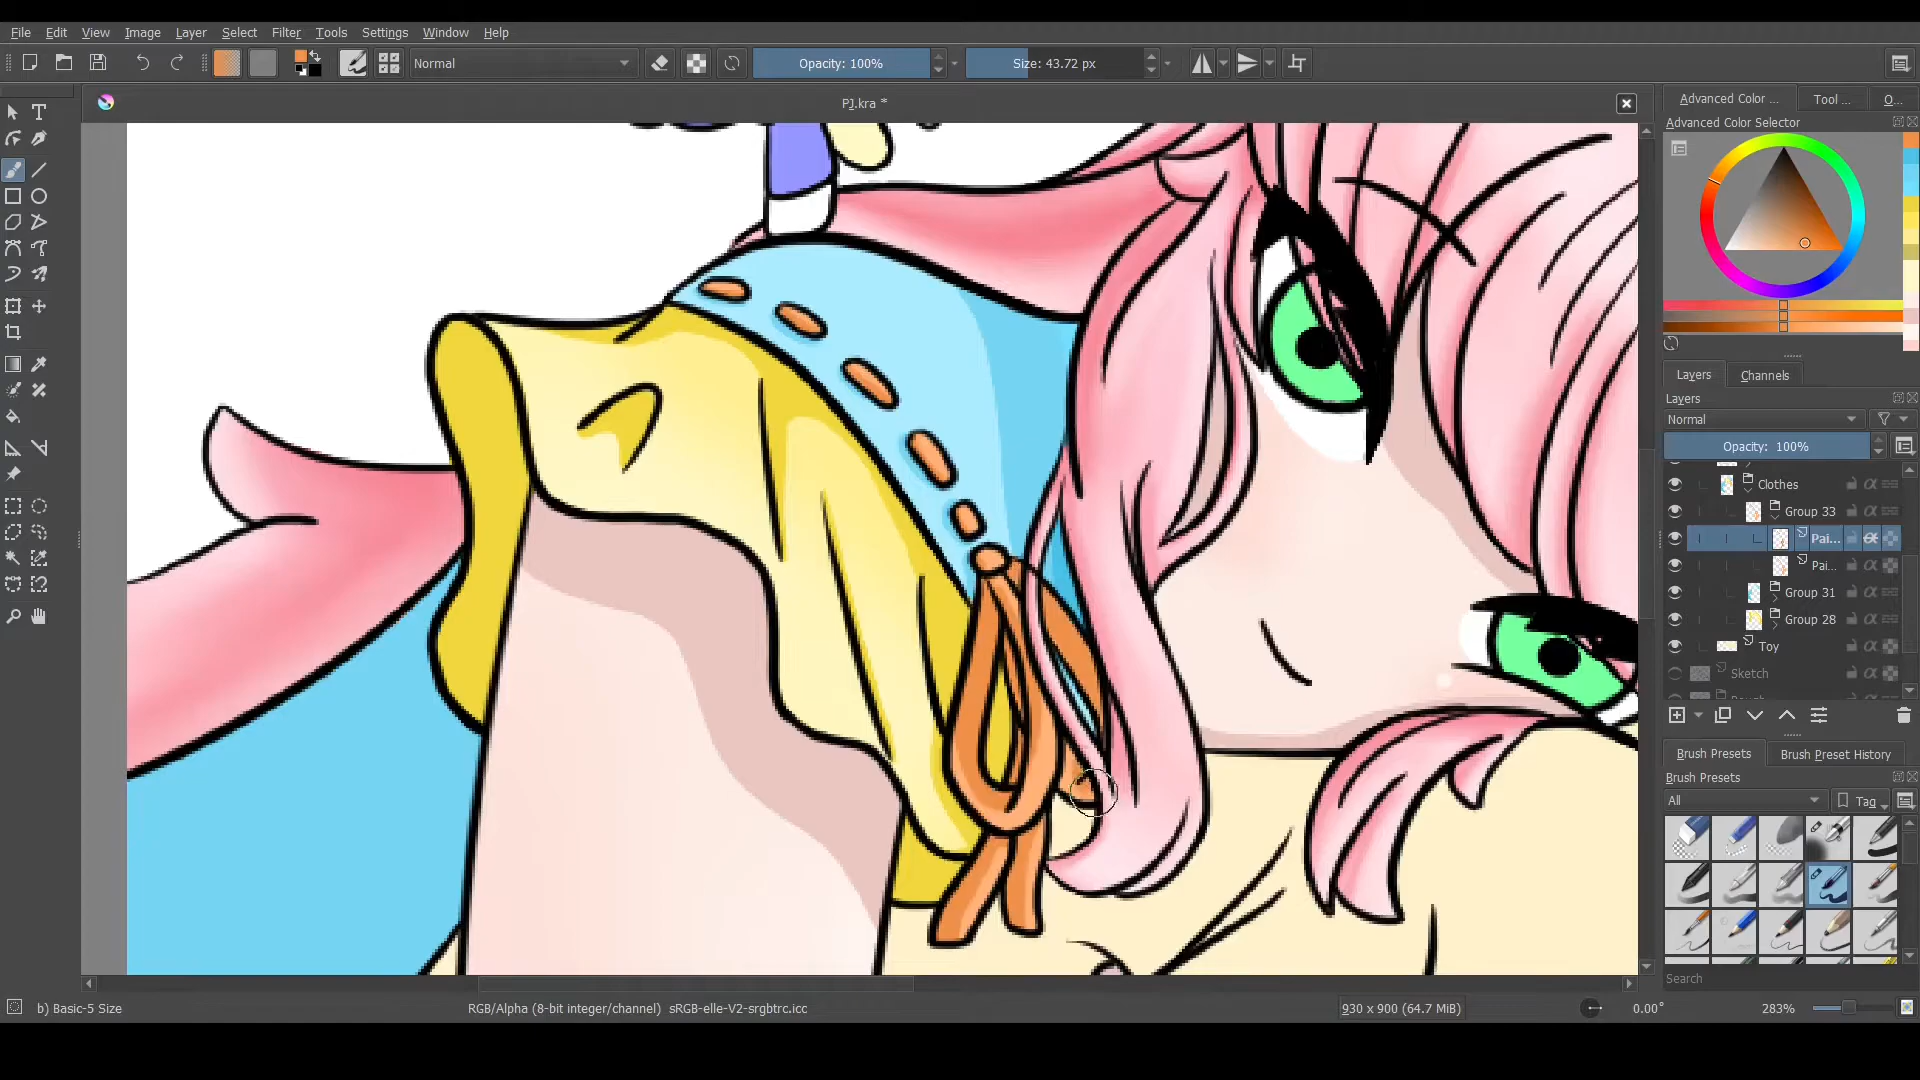 File Edit View Image Layer Select Filter Tools Settings Window Help
Normal
Opacity: 100%
Size: 43.72 px
PJ.kra *
Advanced Color ...
Tool ...
O...
Advanced Color Selector
Layers
Channels
Layers
Normal
Opacity: 100%
Clothes
Group 33
Pai...
Pai...
Group 31
Group 28
Toy
Sketch
Brush Presets
Brush Preset History
Brush Presets
All
Tag
Search
b) Basic-5 Size
RGB/Alpha (8-bit integer/channel) sRGB-elle-V2-srgbtrc.icc
930 x 900 (64.7 MiB)
0.00°
283%